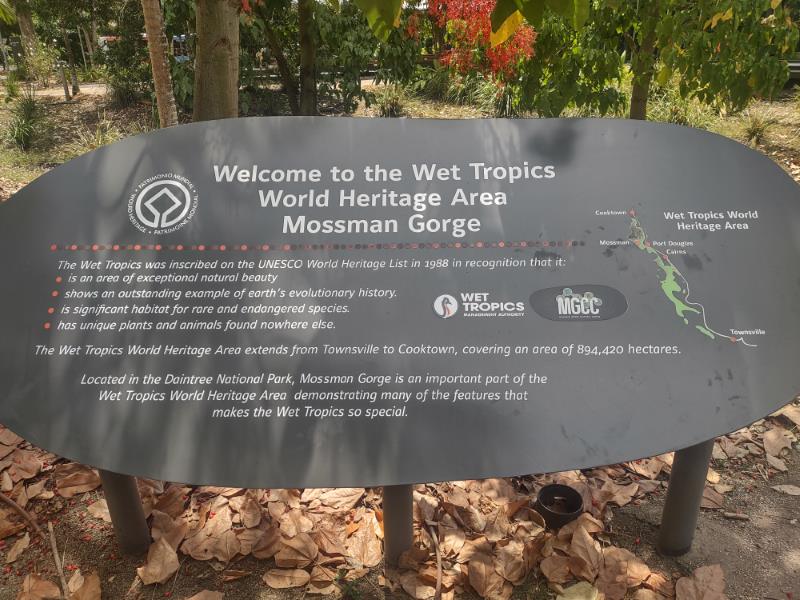 Welcome to the Wet Tropics
World Heritage Area
Mossman Gorge
PATRIMONIO MUNDIAL
WORLD HERITAGE
PATRIMOINE MONDIAL
The Wet Tropics was inscribed on the UNESCO World Heritage List in 1988 in recognition that it:
is an area of exceptional natural beauty
shows an outstanding example of earth's evolutionary history.
is significant habitat for rare and endangered species.
has unique plants and animals found nowhere else.
WET
TROPICS
MANAGEMENT AUTHORITY
MGCC
The Wet Tropics World Heritage Area extends from Townsville to Cooktown, covering an area of 894,420 hectares.
Located in the Daintree National Park, Mossman Gorge is an important part of the
Wet Tropics World Heritage Area demonstrating many of the features that
makes the Wet Tropics so special.
Wet Tropics World
Heritage Area
Cooktown
Mossman
Port Douglas
Cairns
Townsville